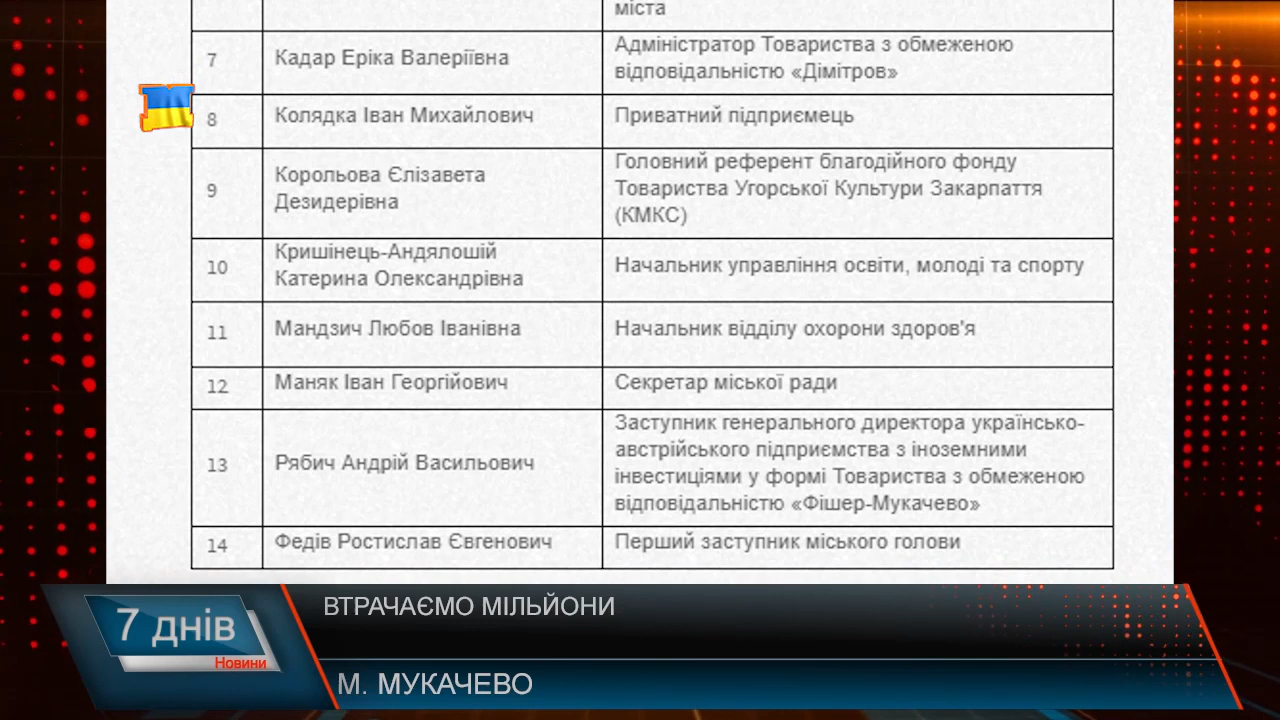 міста
7
Кадар Еріка Валеріївна
Адміністратор Товариства з обмеженою
відповідальністю «Дімітров»
8
Колядка Іван Михайлович
Приватний підприємець
9
Корольова Єлізавета
Дезидерівна
Головний референт благодійного фонду
Товариства Угорської Культури Закарпаття
(КМКС)
10
Кришінець-Андялошій
Катерина Олександрівна
Начальник управління освіти, молоді та спорту
11
Мандзич Любов Іванівна
Начальник відділу охорони здоров'я
12
Маняк Іван Георгійович
Секретар міської ради
13
Рябич Андрій Васильович
Заступник генерального директора українсько-
австрійського підприємства з іноземними
інвестиціями у формі Товариства з обмеженою
відповідальністю «Фішер-Мукачево»
14
Федів Ростислав Євгенович
Перший заступник міського голови
7 днів
Новини
ВТРАЧАЄМО МІЛЬЙОНИ
М. МУКАЧЕВО